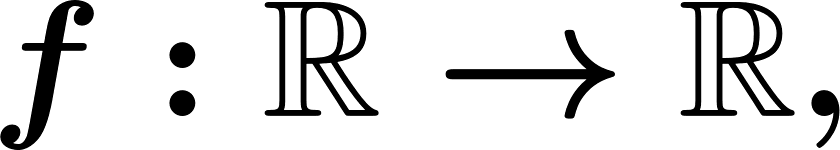 f : ℝ → ℝ,